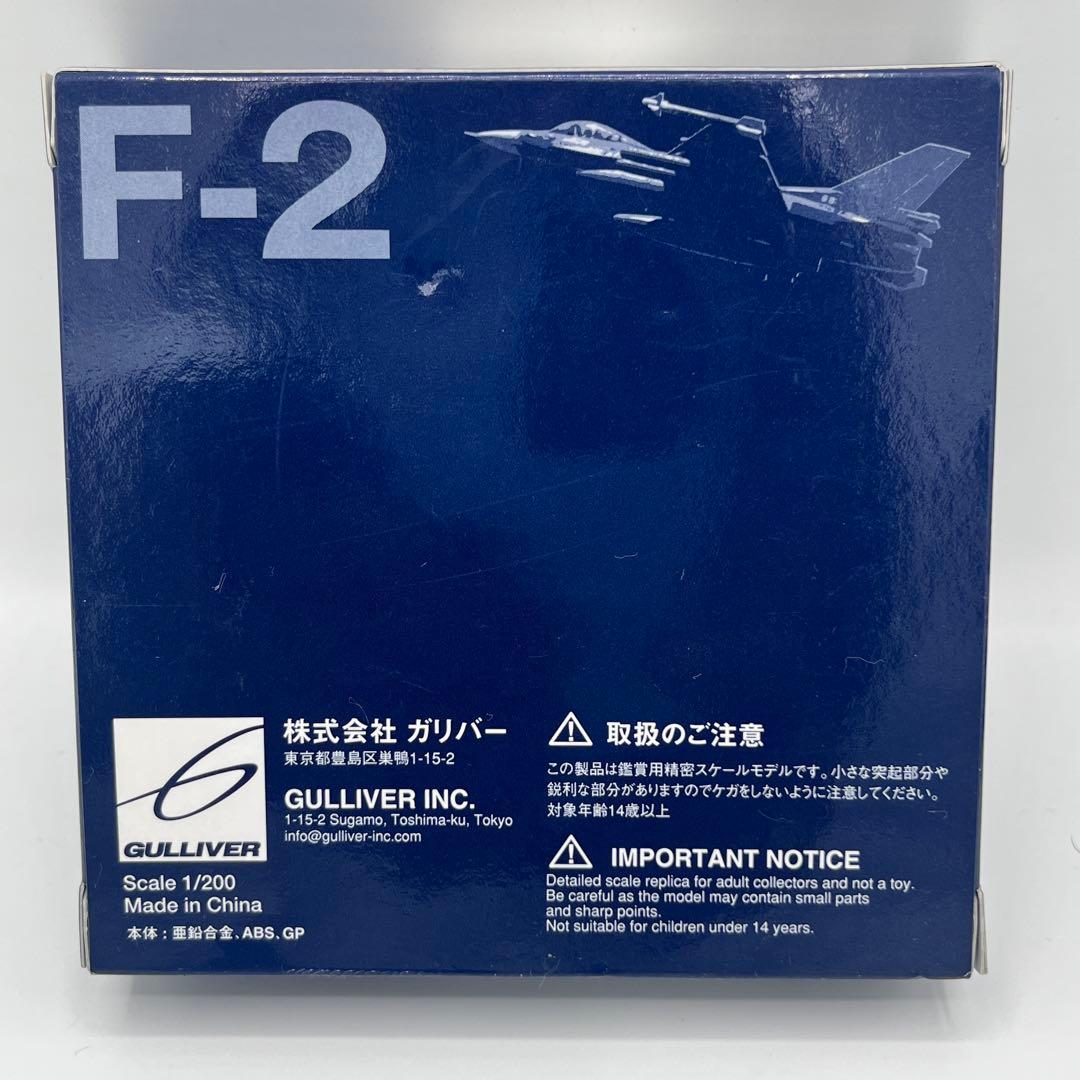 F-2
株式会社 ガリバー
東京都豊島区巣鴨1-15-2
GULLIVER INC.
1-15-2 Sugamo, Toshima-ku, Tokyo
info@gulliver-inc.com
GULLIVER
Scale 1/200
Made in China
本体：亜鉛合金、ABS、GP
取扱のご注意
この製品は鑑賞用精密スケールモデルです。小さな突起部分や
鋭利な部分がありますのでケガをしないように注意してください。
対象年齢14歳以上
IMPORTANT NOTICE
Detailed scale replica for adult collectors and not a toy.
Be careful as the model may contain small parts
and sharp points.
Not suitable for children under 14 years.